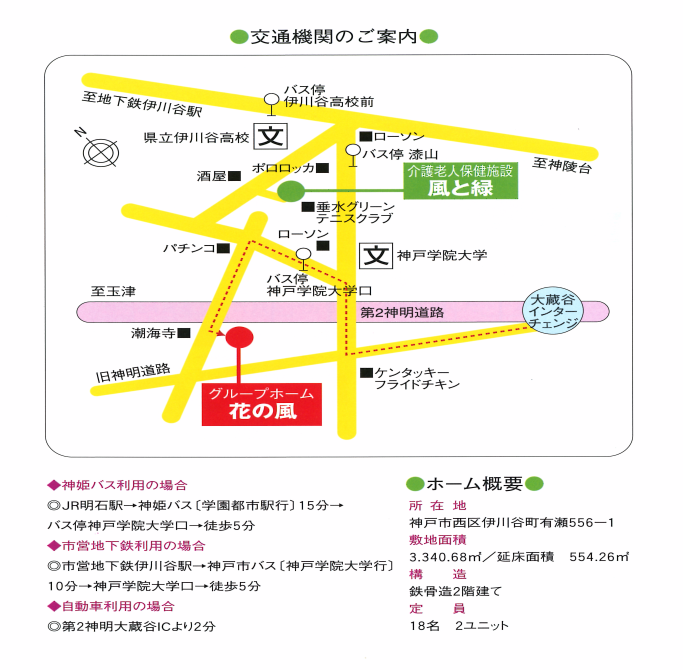 ●交通機関のご案内●
バス停
伊川谷高校前
至地下鉄伊川谷駅
N
県立伊川谷高校
文
■ローソン
バス停 漆山
至神陵台
酒屋■
ポロロッカ■
介護老人保健施設
風と緑
■垂水グリーン
テニスクラブ
ローソン
■
パチンコ■
文
神戸学院大学
バス停
神戸学院大学口
至玉津
大蔵谷
インター
チェンジ
第2神明道路
潮海寺■
旧神明道路
■ケンタッキー
フライドチキン
グループホーム
花の風
◆神姫バス利用の場合
◎JR明石駅→神姫バス〔学園都市駅行〕15分→
バス停神戸学院大学口→徒歩5分
◆市営地下鉄利用の場合
◎市営地下鉄伊川谷駅→神戸市バス〔神戸学院大学行〕
10分→神戸学院大学口→徒歩5分
◆自動車利用の場合
◎第2神明大蔵谷ICより2分
●ホーム概要●
所在地
神戸市西区伊川谷町有瀬556ー1
敷地面積
3.340.68㎡／延床面積 554.26㎡
構造
鉄骨造2階建て
定員
18名 2ユニット